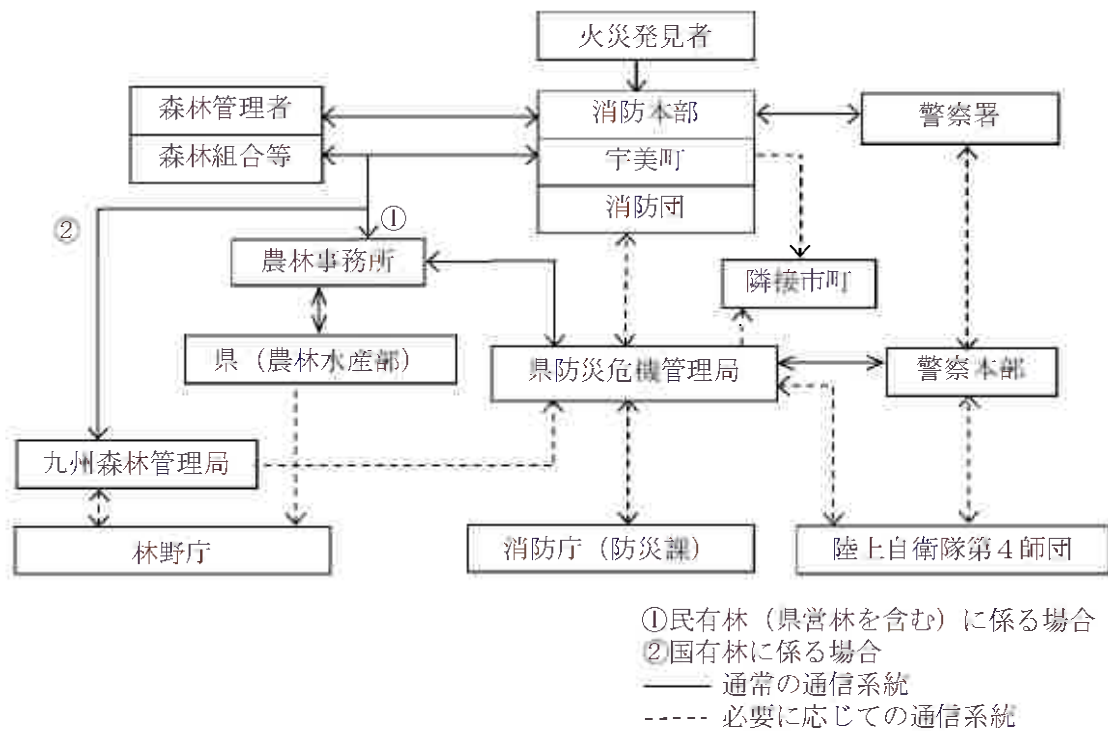 火災発見者
森林管理者
消防本部
警察署
森林組合等
宇美町
消防団
②
①
農林事務所
隣接市町
県（農林水産部）
県防災危機管理局
警察本部
九州森林管理局
林野庁
消防庁（防災課）
陸上自衛隊第４師団
①民有林（県営林を含む）に係る場合
②国有林に係る場合
通常の通信系統
必要に応じての通信系統